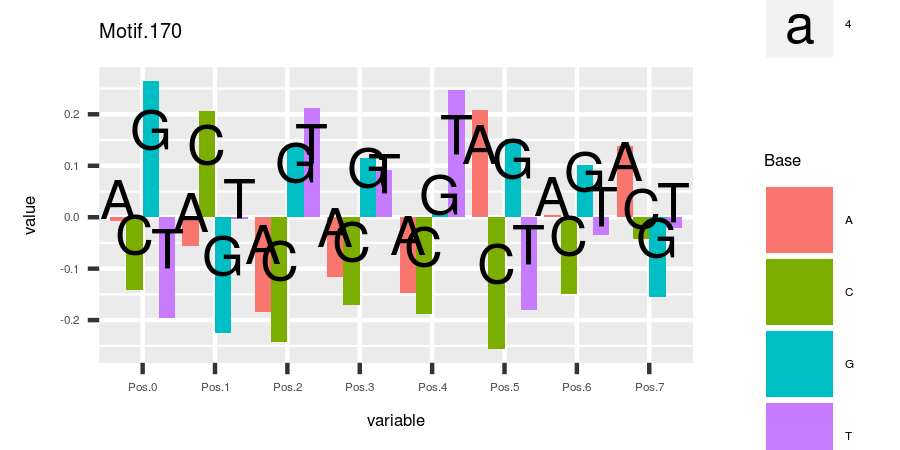 Motif.170
a 4
value
0.2
0.1
0.0
-0.1
-0.2
A C G T
A C G T
A C G T
A C G T
A C G T
A C G T
A C G T
A C G T
Pos.0 Pos.1 Pos.2 Pos.3 Pos.4 Pos.5 Pos.6 Pos.7
variable
Base
A
C
G
T